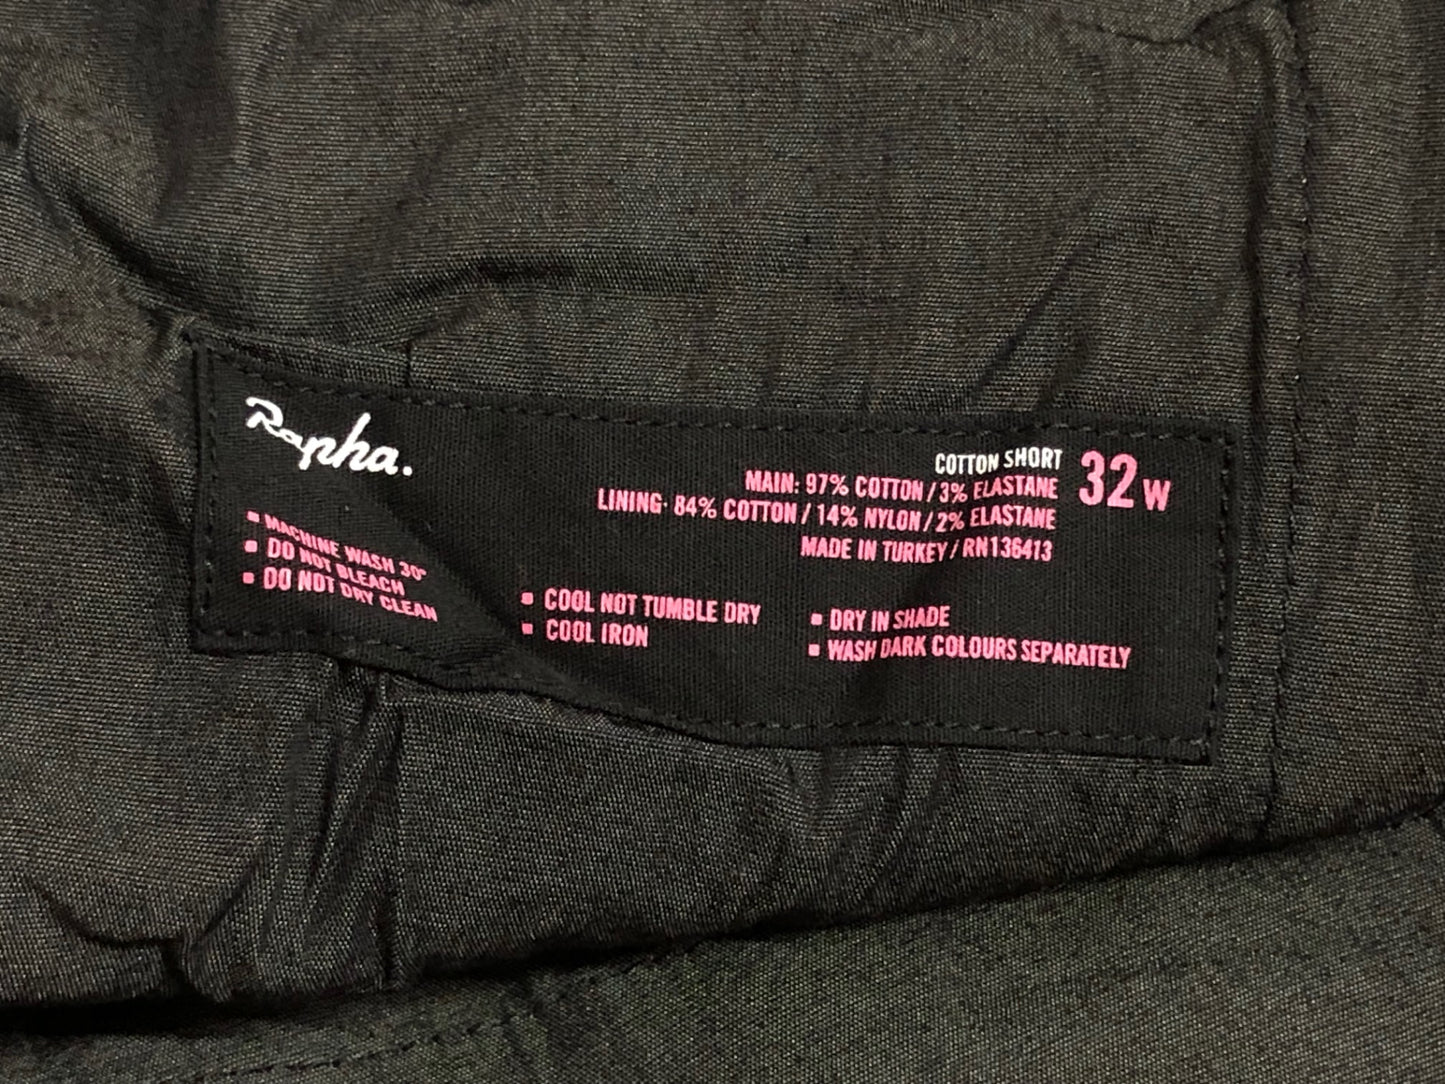 Rapha.
COTTON SHORT
32 W
MAIN: 97% COTTON / 3% ELASTANE
LINING: 84% COTTON / 14% NYLON / 2% ELASTANE
MADE IN TURKEY / RN136413
▪ MACHINE WASH 30°
▪ DO NOT BLEACH
▪ DO NOT DRY CLEAN
▪ COOL NOT TUMBLE DRY
▪ COOL IRON
▪ DRY IN SHADE
▪ WASH DARK COLOURS SEPARATELY